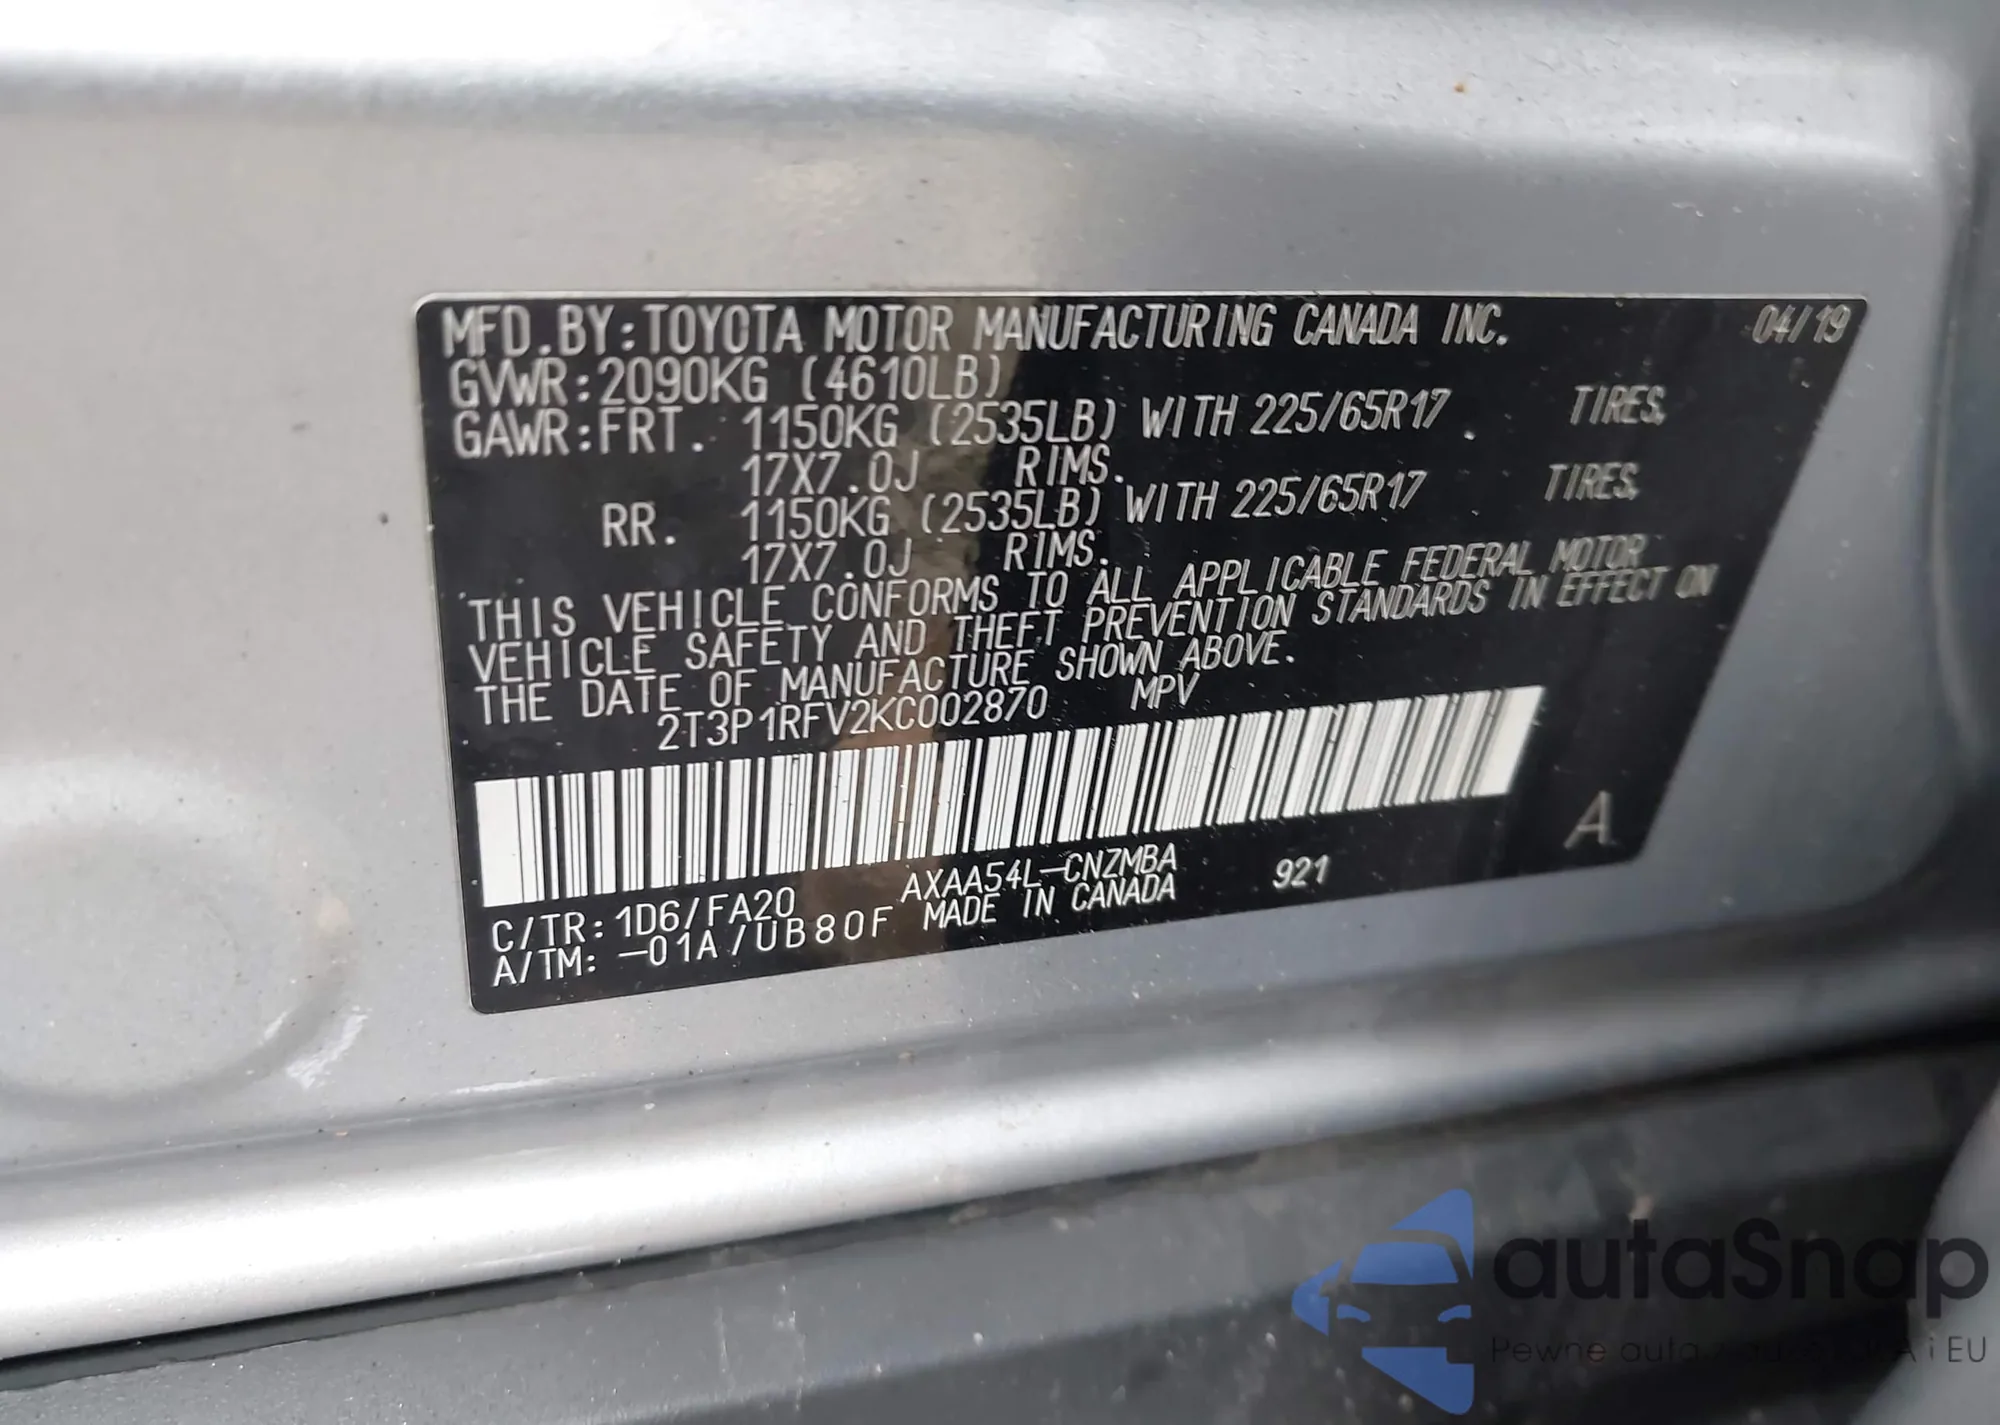 MFD.BY:TOYOTA MOTOR MANUFACTURING CANADA INC. 04/19
GVWR:2090KG (4610LB)
GAWR:FRT. 1150KG (2535LB) WITH 225/65R17 TIRES,
17X7.0J RIMS.
RR. 1150KG (2535LB) WITH 225/65R17 TIRES,
17X7.0J RIMS.
THIS VEHICLE CONFORMS TO ALL APPLICABLE FEDERAL MOTOR
VEHICLE SAFETY AND THEFT PREVENTION STANDARDS IN EFFECT ON
THE DATE OF MANUFACTURE SHOWN ABOVE.
2T3P1RFV2KC002870 MPV
A
C/TR: 1D6/FA20 AXAA54L-CNZMBA 921
A/TM: -01A/UB80F MADE IN CANADA
autaSnap
Pewne auta i EU